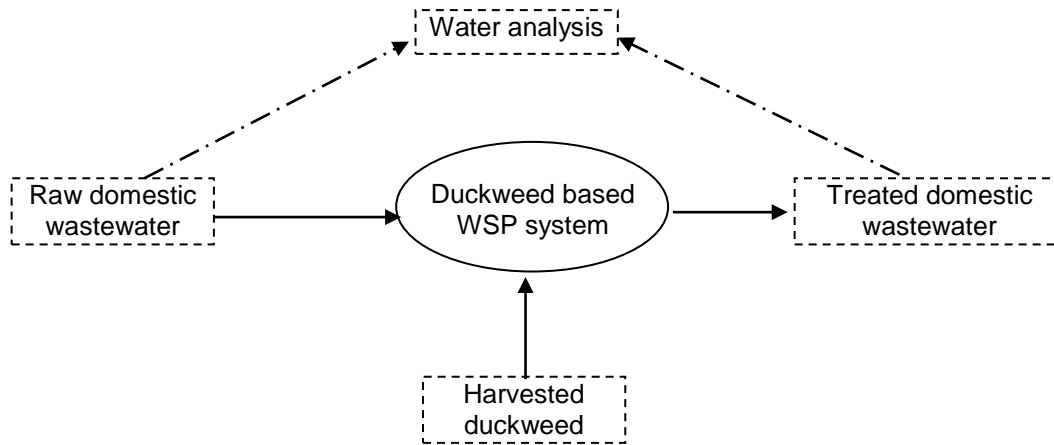 Water analysis
Raw domestic
wastewater
Duckweed based
WSP system
Treated domestic
wastewater
Harvested
duckweed